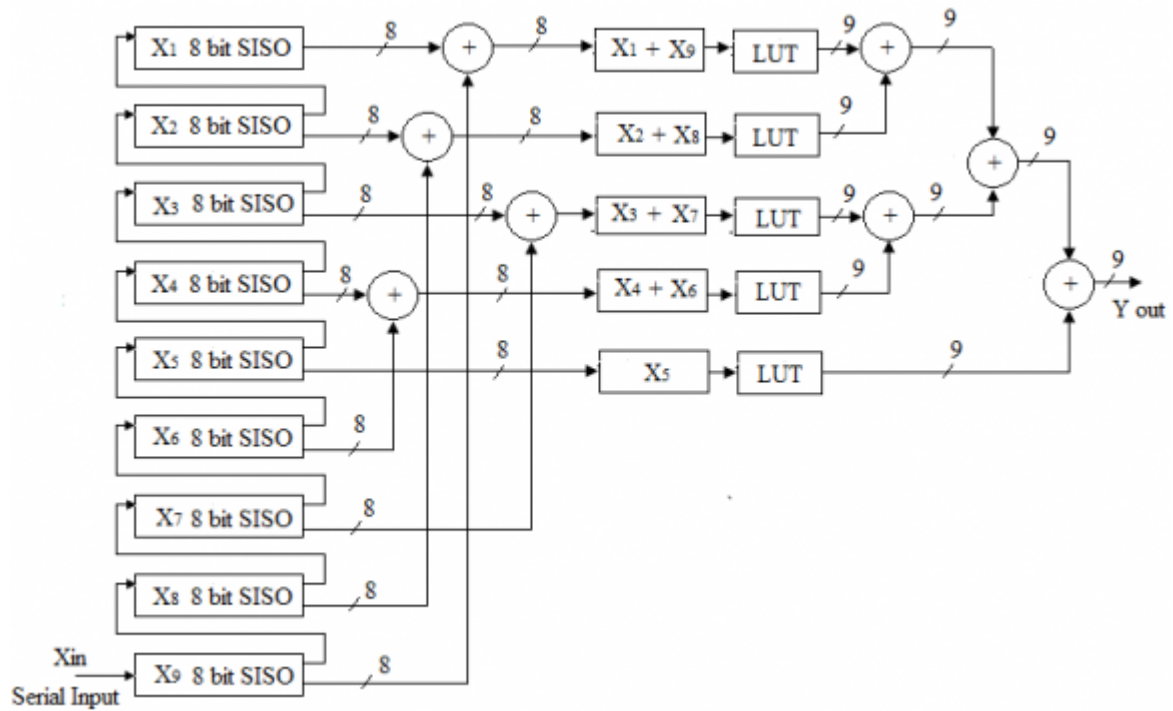 X1 8 bit SISO 8 + 8 X1 + X9 LUT 9 + 9
X2 8 bit SISO 8 + 8 X2 + X8 LUT 9
+ 9
X3 8 bit SISO 8 8 + X3 + X7 LUT 9 + 9
X4 8 bit SISO 8 + 8 X4 + X6 LUT 9
+ 9
Y out
X5 8 bit SISO 8 X5 LUT 9
X6 8 bit SISO 8
X7 8 bit SISO 8
X8 8 bit SISO 8
Xin
Serial Input
X9 8 bit SISO 8